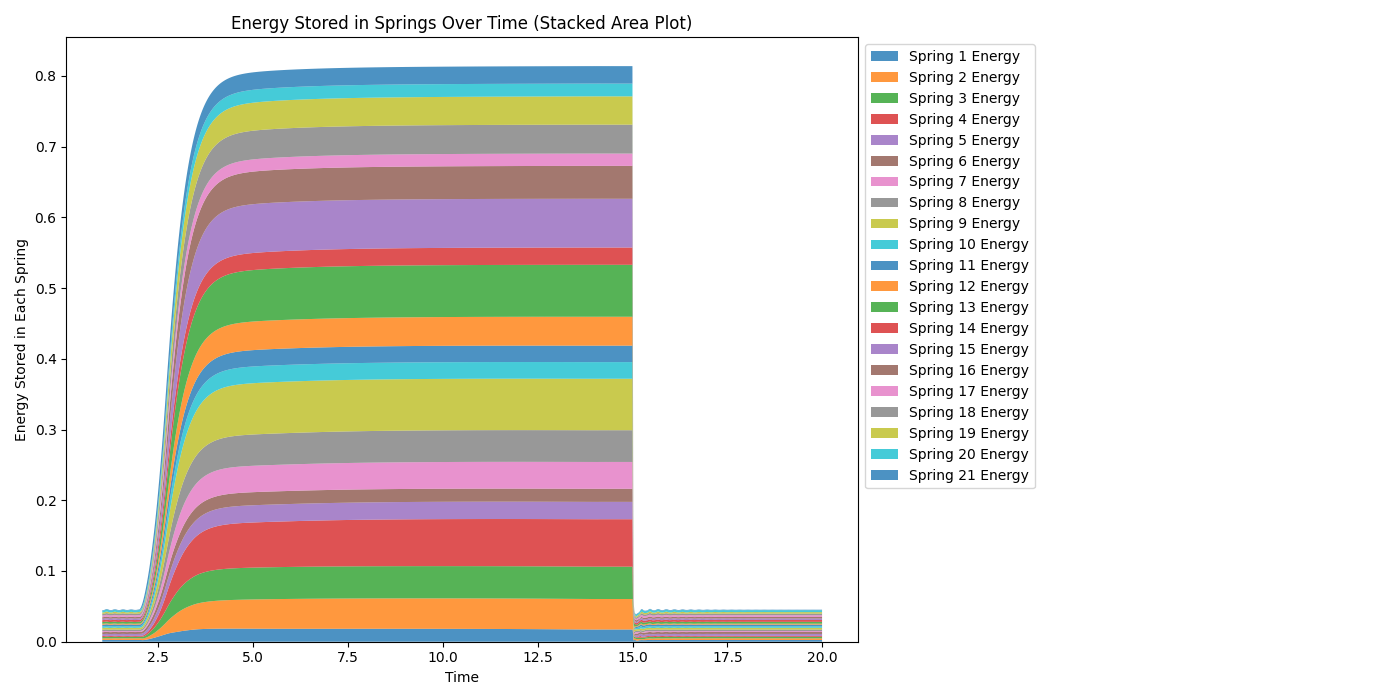 Energy Stored in Springs Over Time (Stacked Area Plot)
Energy Stored in Each Spring
0.8
0.7
0.6
0.5
0.4
0.3
0.2
0.1
0.0
2.5 5.0 7.5 10.0 12.5 15.0 17.5 20.0
Time
Spring 1 Energy
Spring 2 Energy
Spring 3 Energy
Spring 4 Energy
Spring 5 Energy
Spring 6 Energy
Spring 7 Energy
Spring 8 Energy
Spring 9 Energy
Spring 10 Energy
Spring 11 Energy
Spring 12 Energy
Spring 13 Energy
Spring 14 Energy
Spring 15 Energy
Spring 16 Energy
Spring 17 Energy
Spring 18 Energy
Spring 19 Energy
Spring 20 Energy
Spring 21 Energy